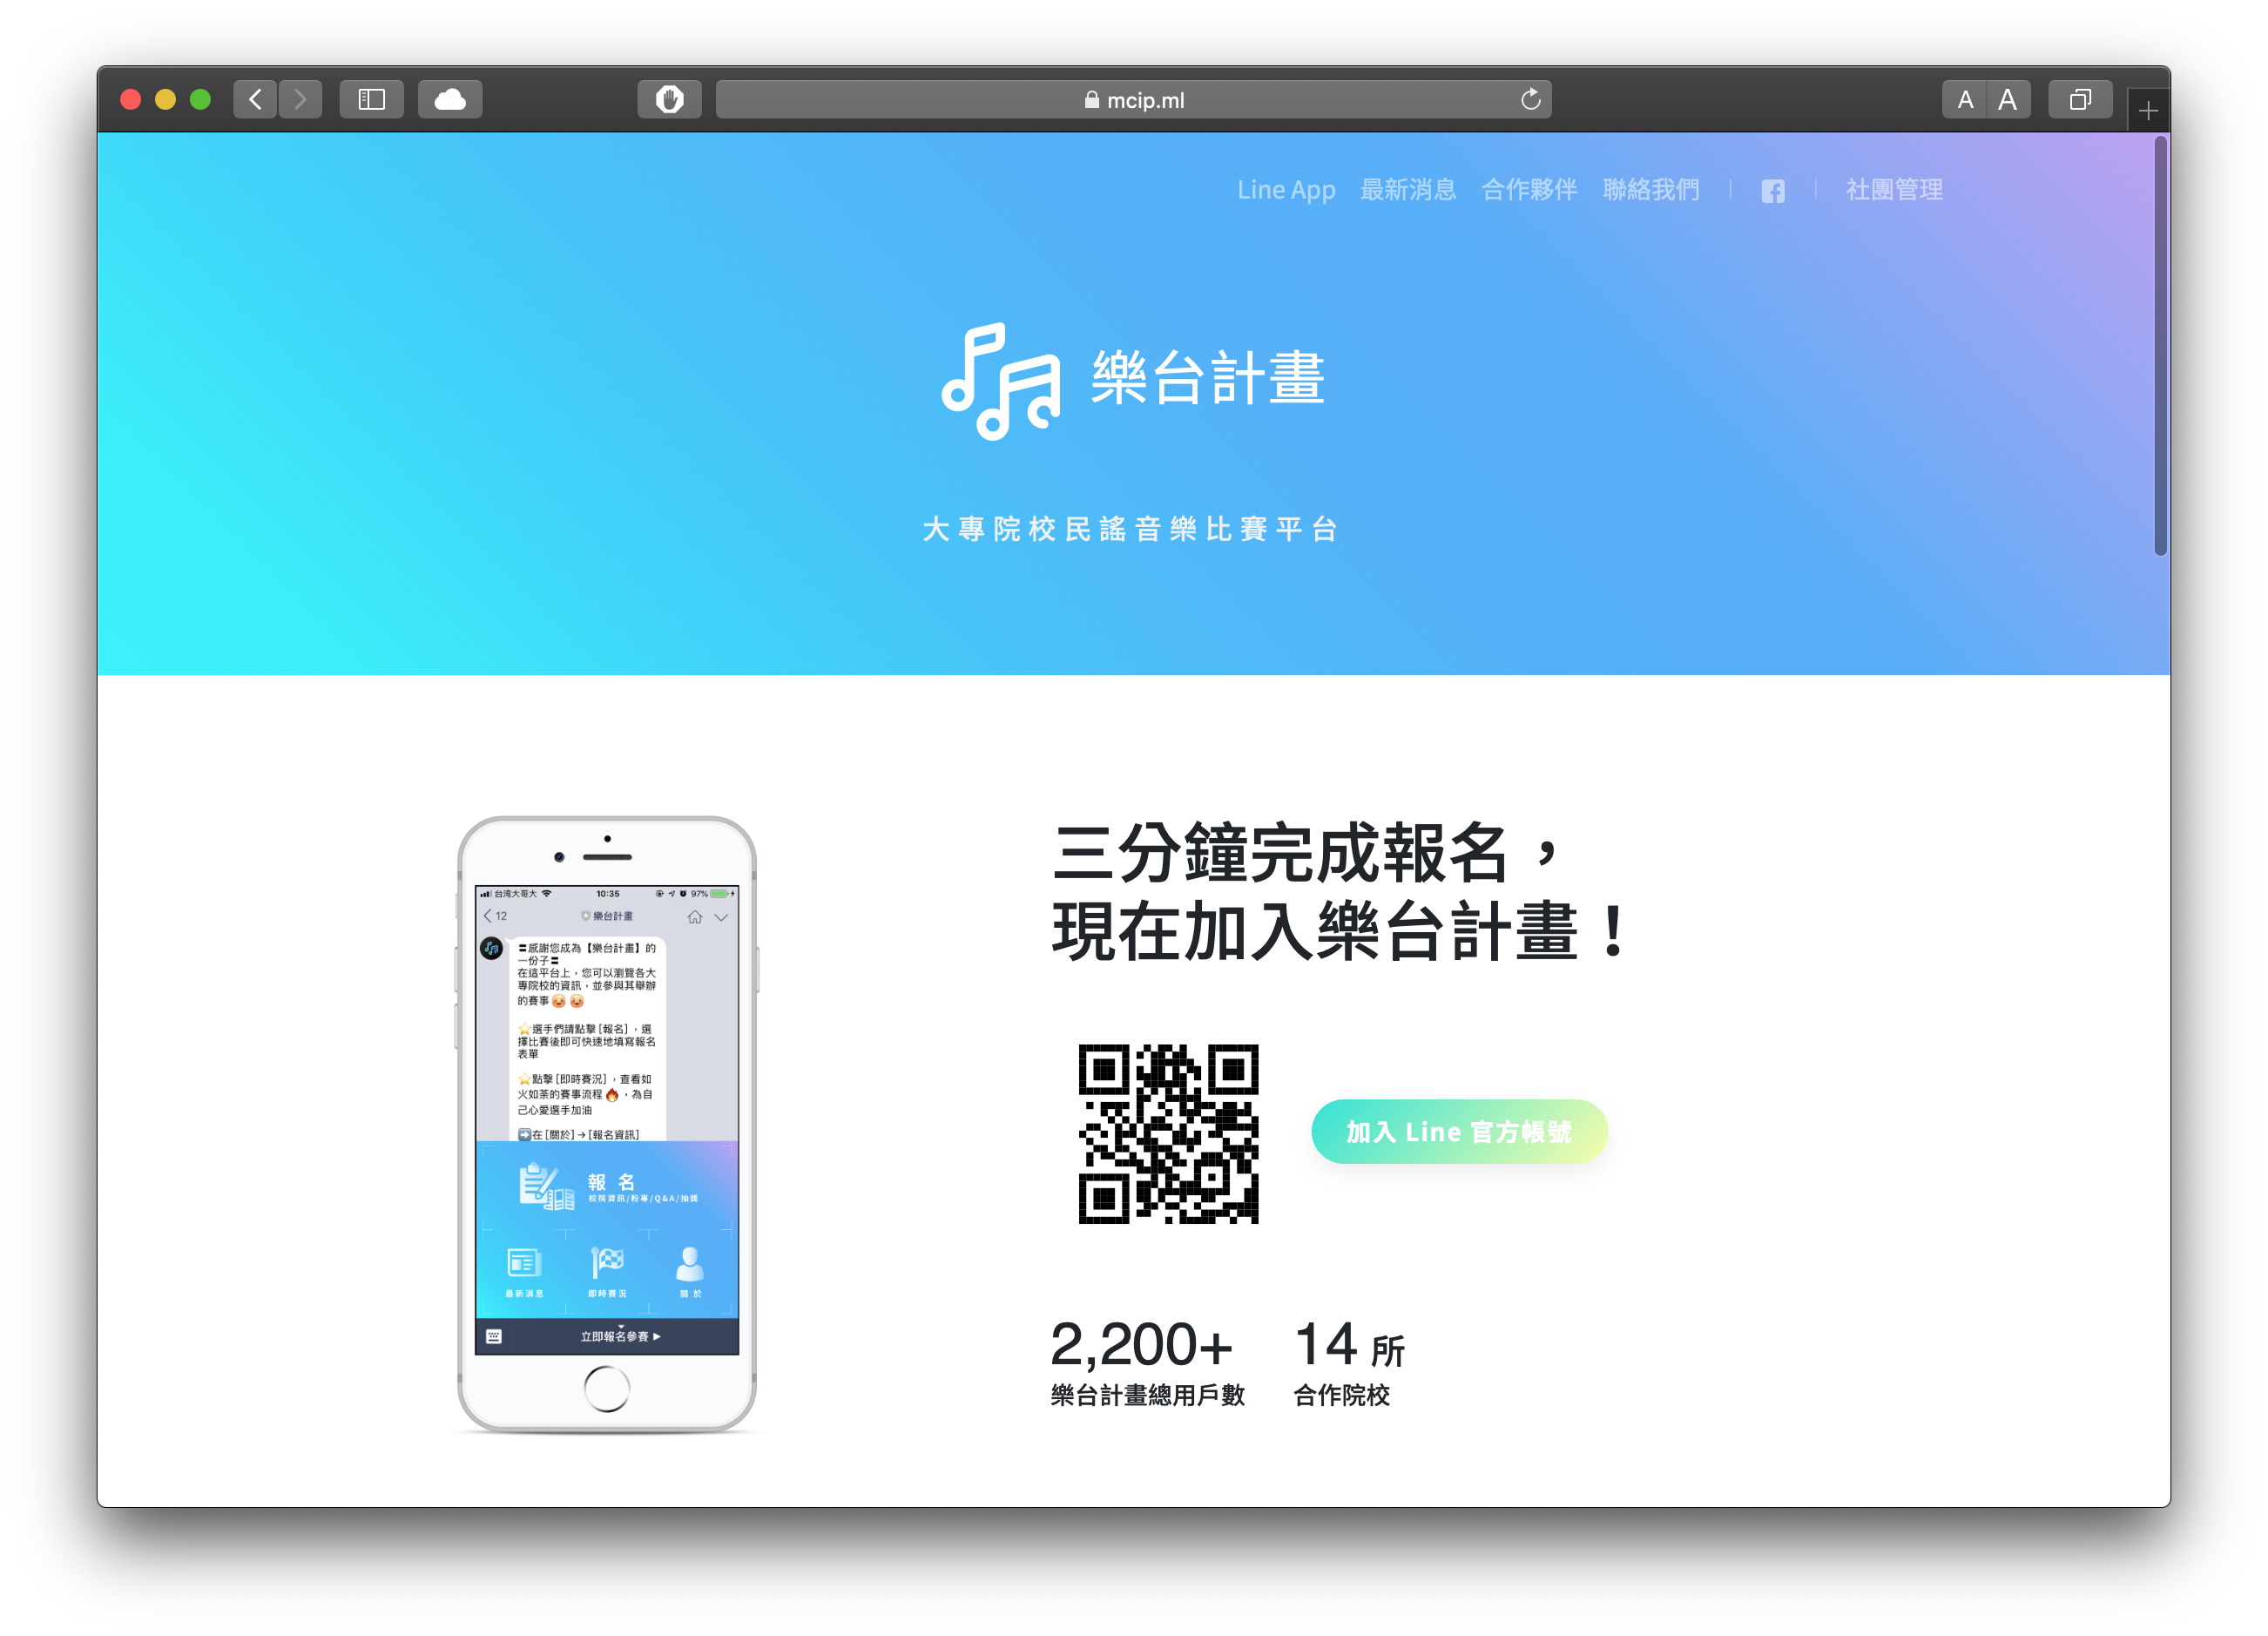 mcip.ml
A A
Line App 最新消息 合作夥伴 聯絡我們 社團管理
樂台計畫
大專院校民謠音樂比賽平台
台灣大哥大 10:35 97%
12 樂台計畫
〓感謝您成為【樂台計畫】的
一份子〓
在這平台上，您可以瀏覽各大
專院校的資訊，並參與其舉辦
的賽事
選手們請點擊 [報名]，選
擇比賽後即可快速地填寫報名
表單
點擊 [即時賽況]，查看如
火如荼的賽事流程🔥，為自
己心愛選手加油
➡在 [關於]→[報名資訊]
報 名
校院資訊/粉專/Q&A/抽獎
最新消息 即時賽況 關於
立即報名參賽 ▶
三分鐘完成報名，
現在加入樂台計畫！
加入 Line 官方帳號
2,200+ 14 所
樂台計畫總用戶數 合作院校